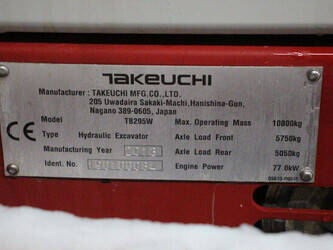 TAKEUCHI
Manufacturer : TAKEUCHI MFG.CO.,LTD.
205 Uwadaira Sakaki-Machi,Hanishina-Gun,
Nagano 389-0605, Japan
Model TB295W Max. Operating Mass 10800kg
Type Hydraulic Excavator Axle Load Front 5750kg
Manufacturing Year Axle Load Rear 5050kg
Ident. No. Engine Power 77.0kW
CE